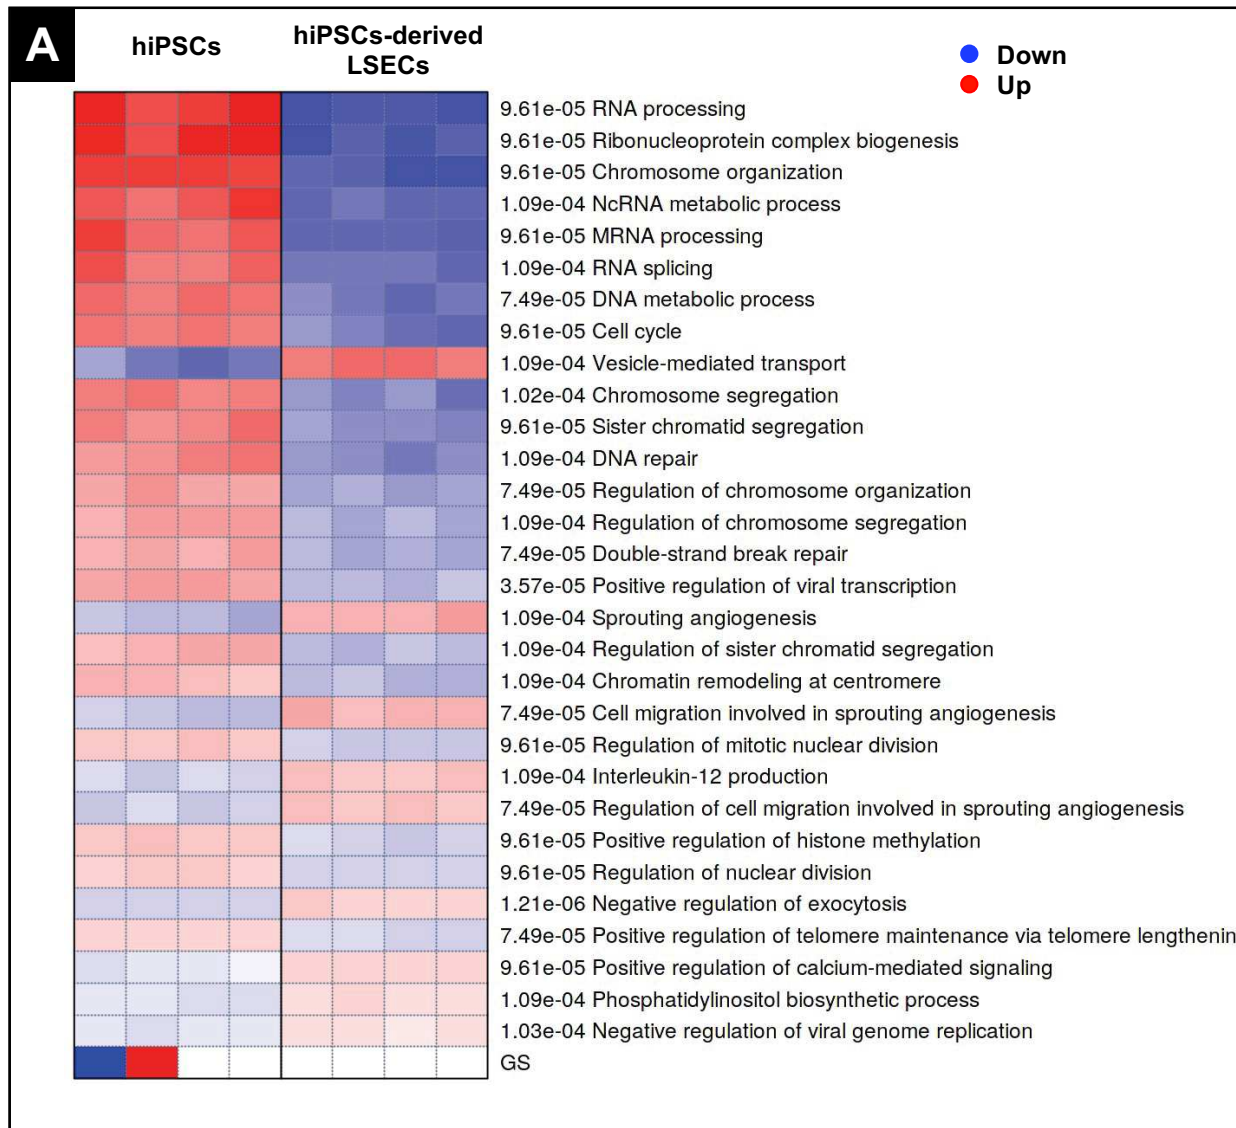 A
hiPSCs
hiPSCs-derived
LSECs
Down
Up
9.61e-05 RNA processing
9.61e-05 Ribonucleoprotein complex biogenesis
9.61e-05 Chromosome organization
1.09e-04 NcRNA metabolic process
9.61e-05 MRNA processing
1.09e-04 RNA splicing
7.49e-05 DNA metabolic process
9.61e-05 Cell cycle
1.09e-04 Vesicle-mediated transport
1.02e-04 Chromosome segregation
9.61e-05 Sister chromatid segregation
1.09e-04 DNA repair
7.49e-05 Regulation of chromosome organization
1.09e-04 Regulation of chromosome segregation
7.49e-05 Double-strand break repair
3.57e-05 Positive regulation of viral transcription
1.09e-04 Sprouting angiogenesis
1.09e-04 Regulation of sister chromatid segregation
1.09e-04 Chromatin remodeling at centromere
7.49e-05 Cell migration involved in sprouting angiogenesis
9.61e-05 Regulation of mitotic nuclear division
1.09e-04 Interleukin-12 production
7.49e-05 Regulation of cell migration involved in sprouting angiogenesis
9.61e-05 Positive regulation of histone methylation
9.61e-05 Regulation of nuclear division
1.21e-06 Negative regulation of exocytosis
7.49e-05 Positive regulation of telomere maintenance via telomere lengthenin
9.61e-05 Positive regulation of calcium-mediated signaling
1.09e-04 Phosphatidylinositol biosynthetic process
1.03e-04 Negative regulation of viral genome replication
GS